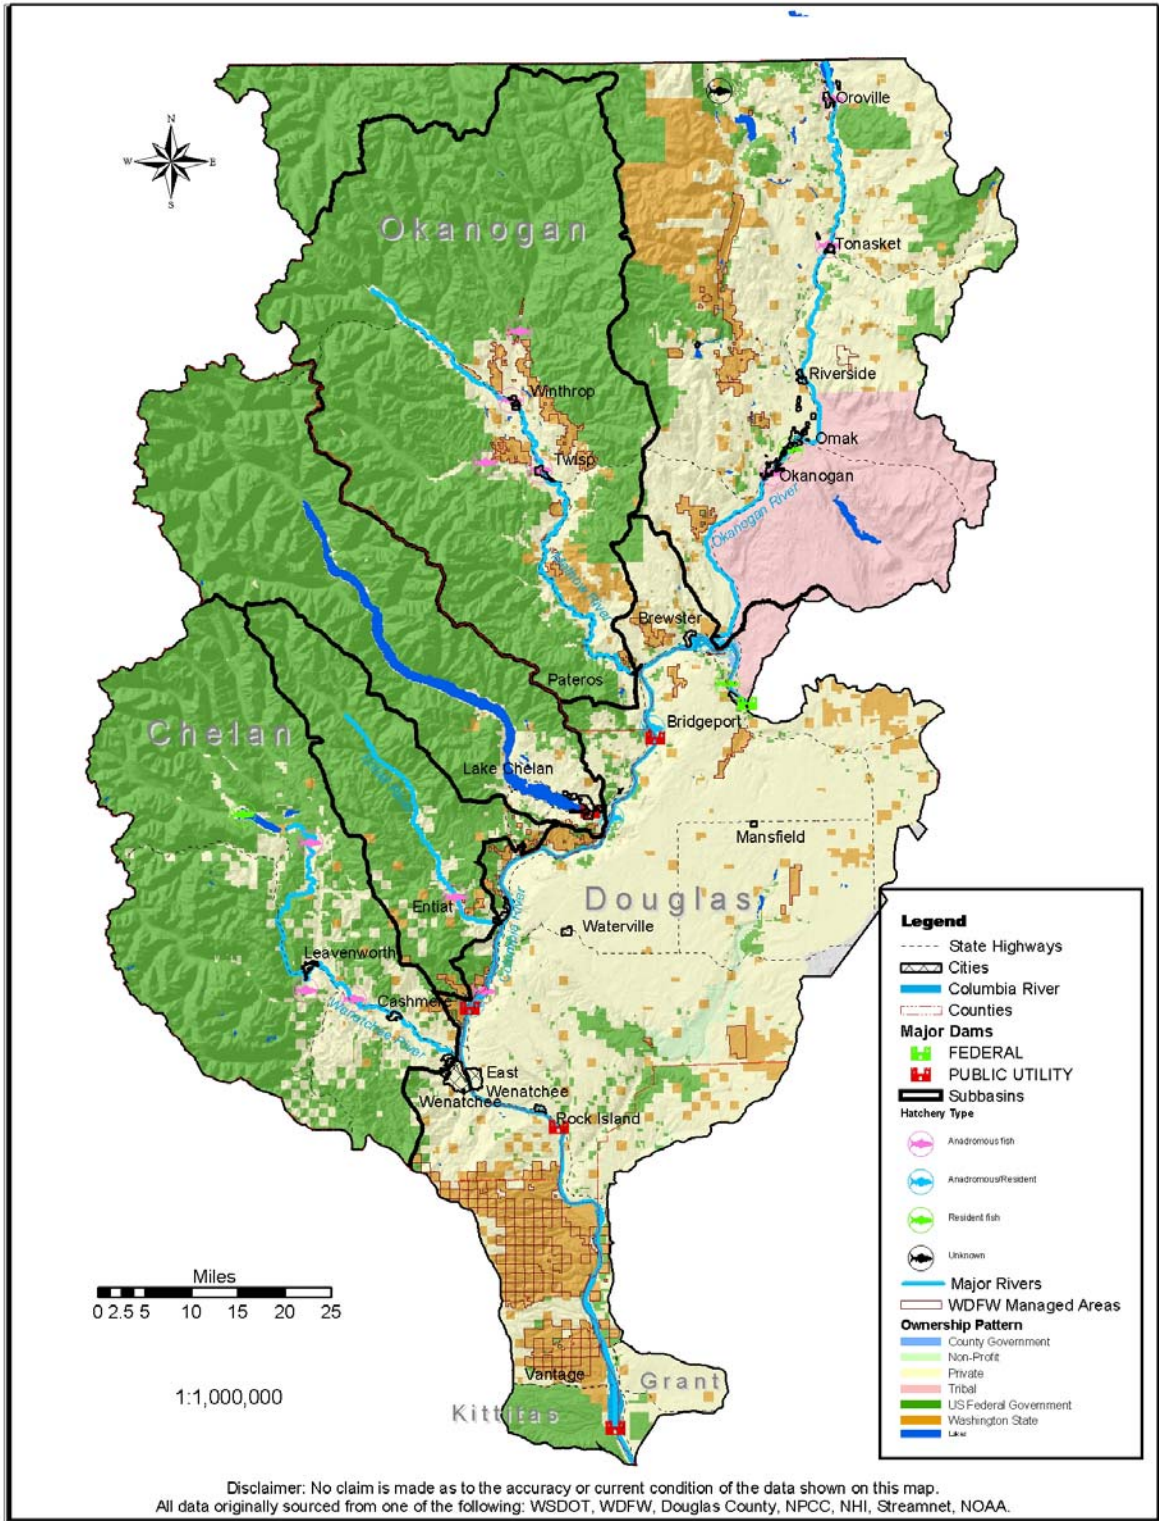 N
W
E
S
Oroville
Okanogan
Tonasket
Riverside
Winthrop
Omak
Twisp
Okanogan
Okanogan River
Methow River
Brewster
Pateros
Chelan
Bridgeport
Lake Chelan
Entiat River
Mansfield
Douglas
Entiat
Columbia River
Waterville
Leavenworth
Cashmere
Wenatchee River
East
Wenatchee
Wenatchee
Rock Island
Vantage
Grant
Kittitas
Miles
0 2.5 5 10 15 20 25
1:1,000,000
Legend
State Highways
Cities
Columbia River
Counties
Major Dams
FEDERAL
PUBLIC UTILITY
Subbasins
Hatchery Type
Anadromous fish
Anadromous/Resident
Resident fish
Unknown
Major Rivers
WDFW Managed Areas
Ownership Pattern
County Government
Non-Profit
Private
Tribal
US Federal Government
Washington State
Lakes
Disclaimer: No claim is made as to the accuracy or current condition of the data shown on this map.
All data originally sourced from one of the following: WSDOT, WDFW, Douglas County, NPCC, NHI, Streamnet, NOAA.